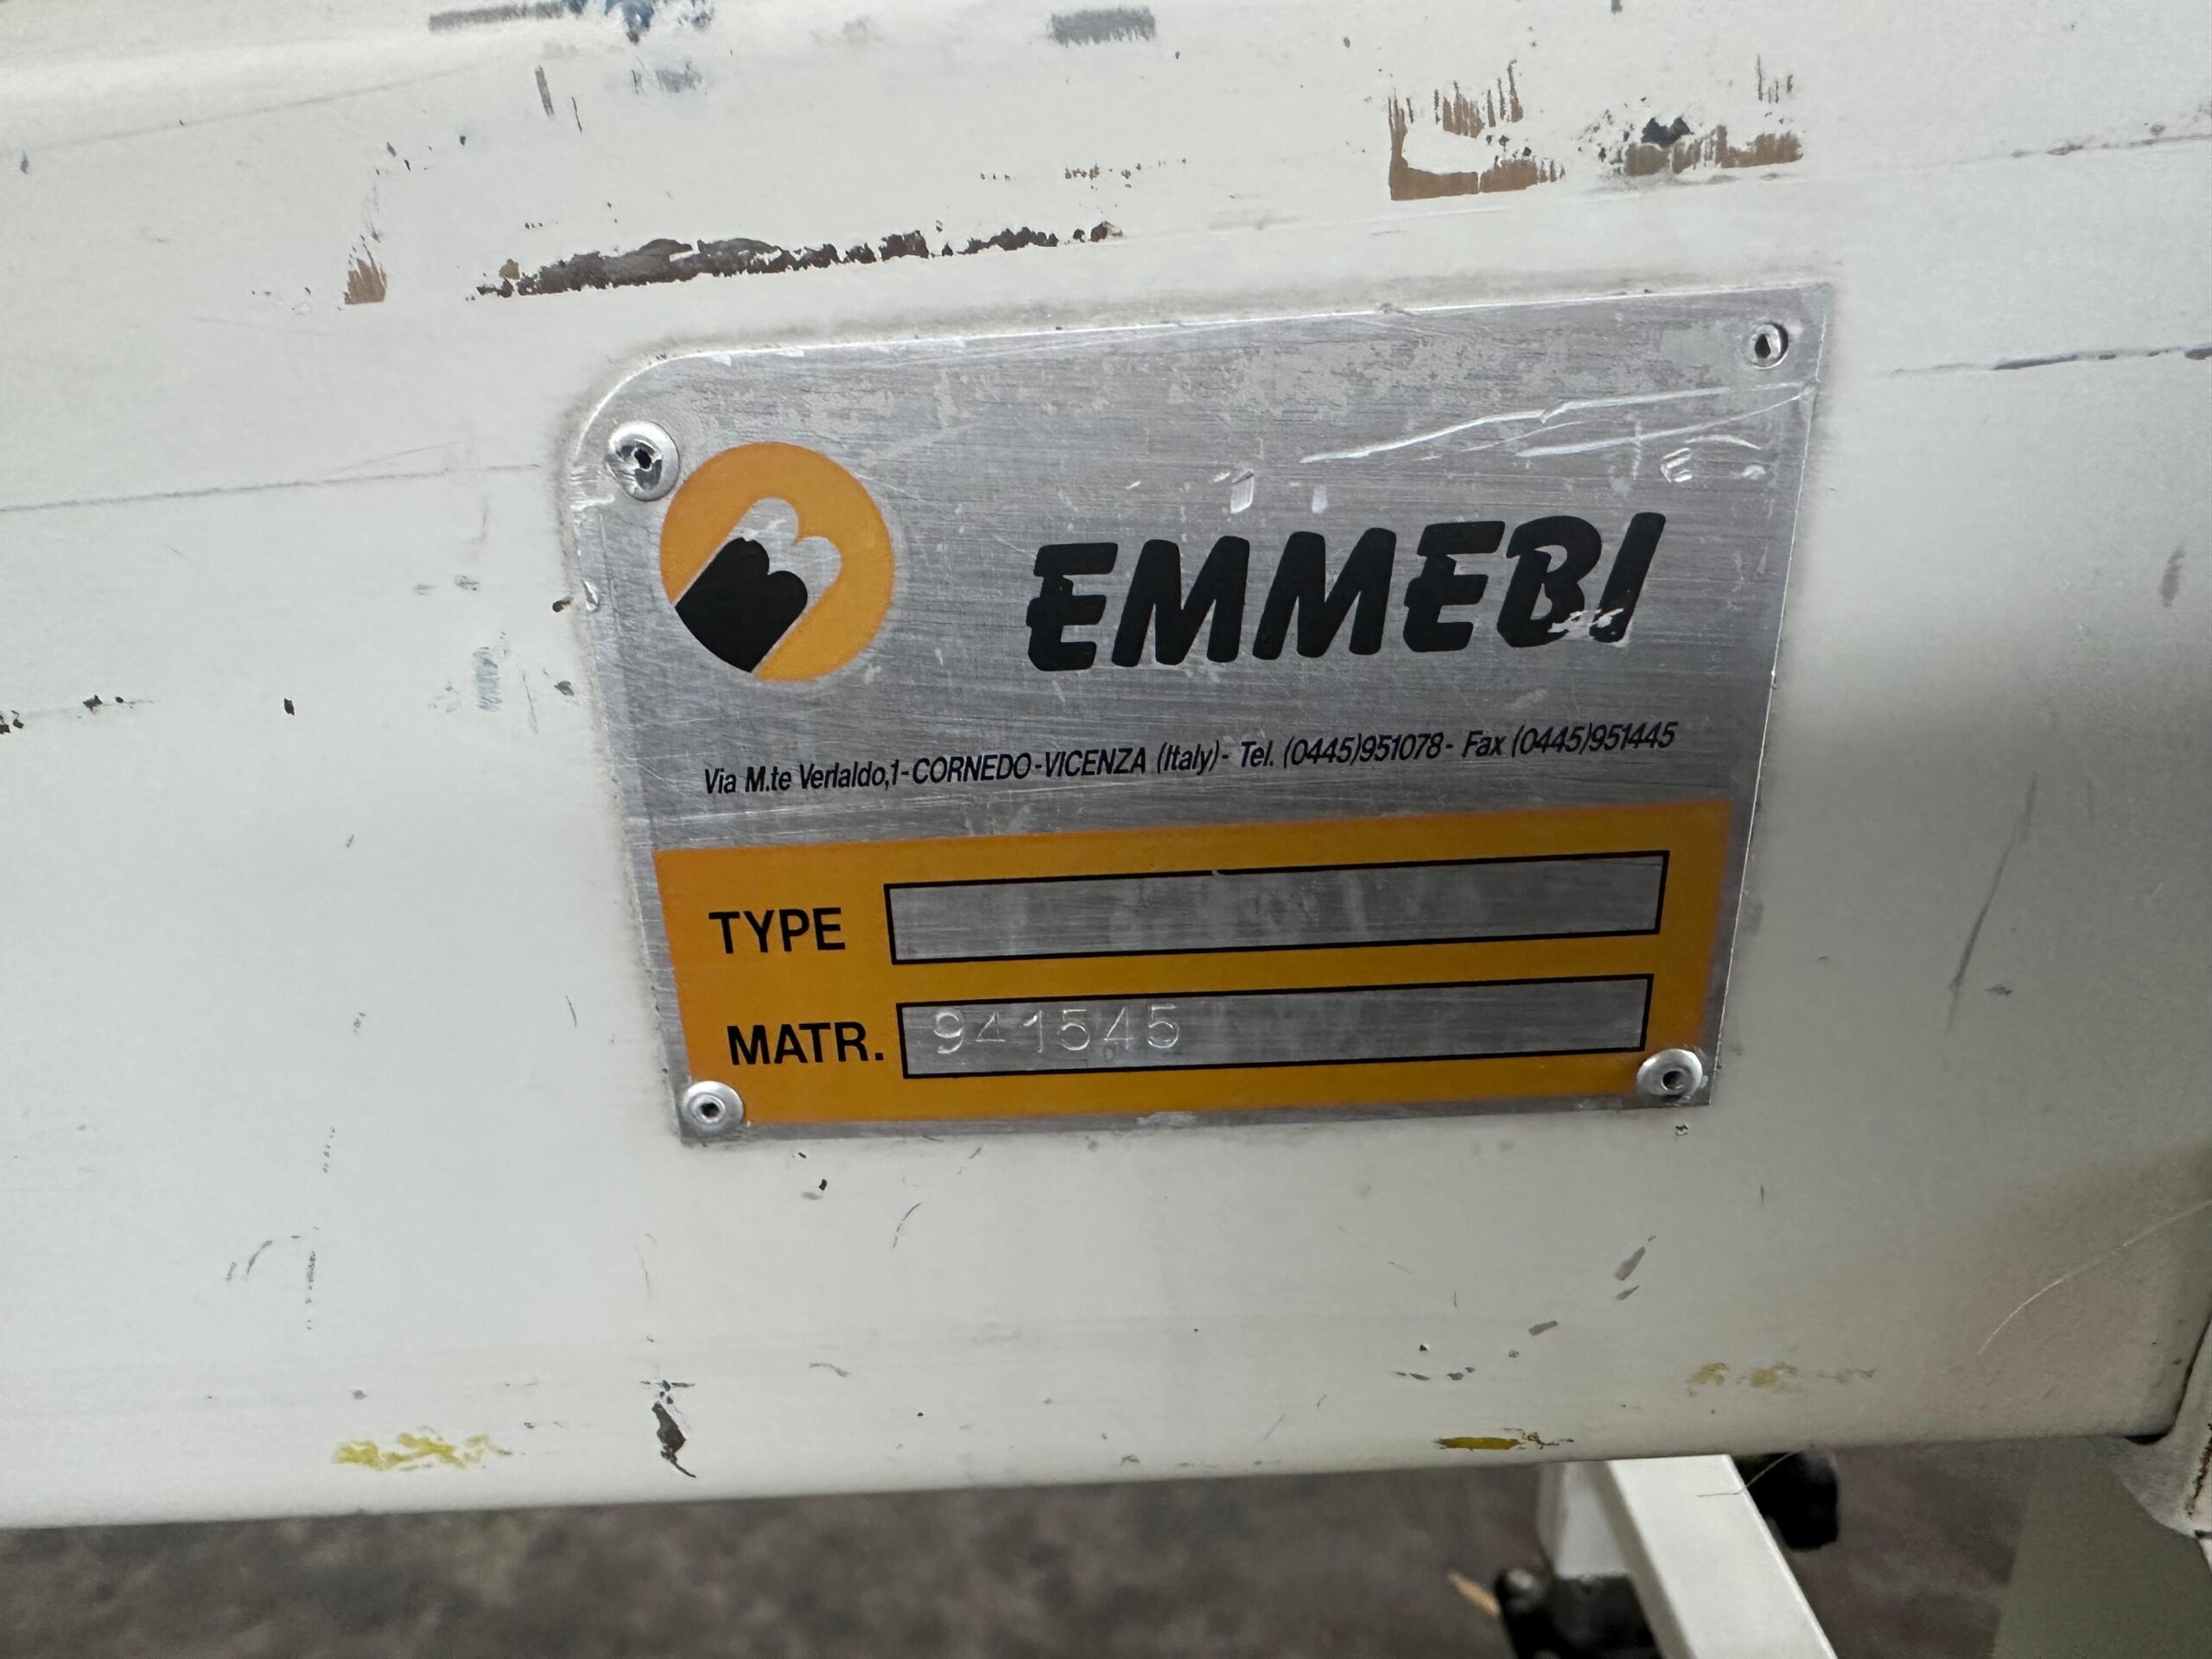 EMMEBI
Via M.te Verlaldo,1-CORNEDO-VICENZA (Italy)- Tel. (0445)951078- Fax (0445)951445
TYPE
MATR. 941545